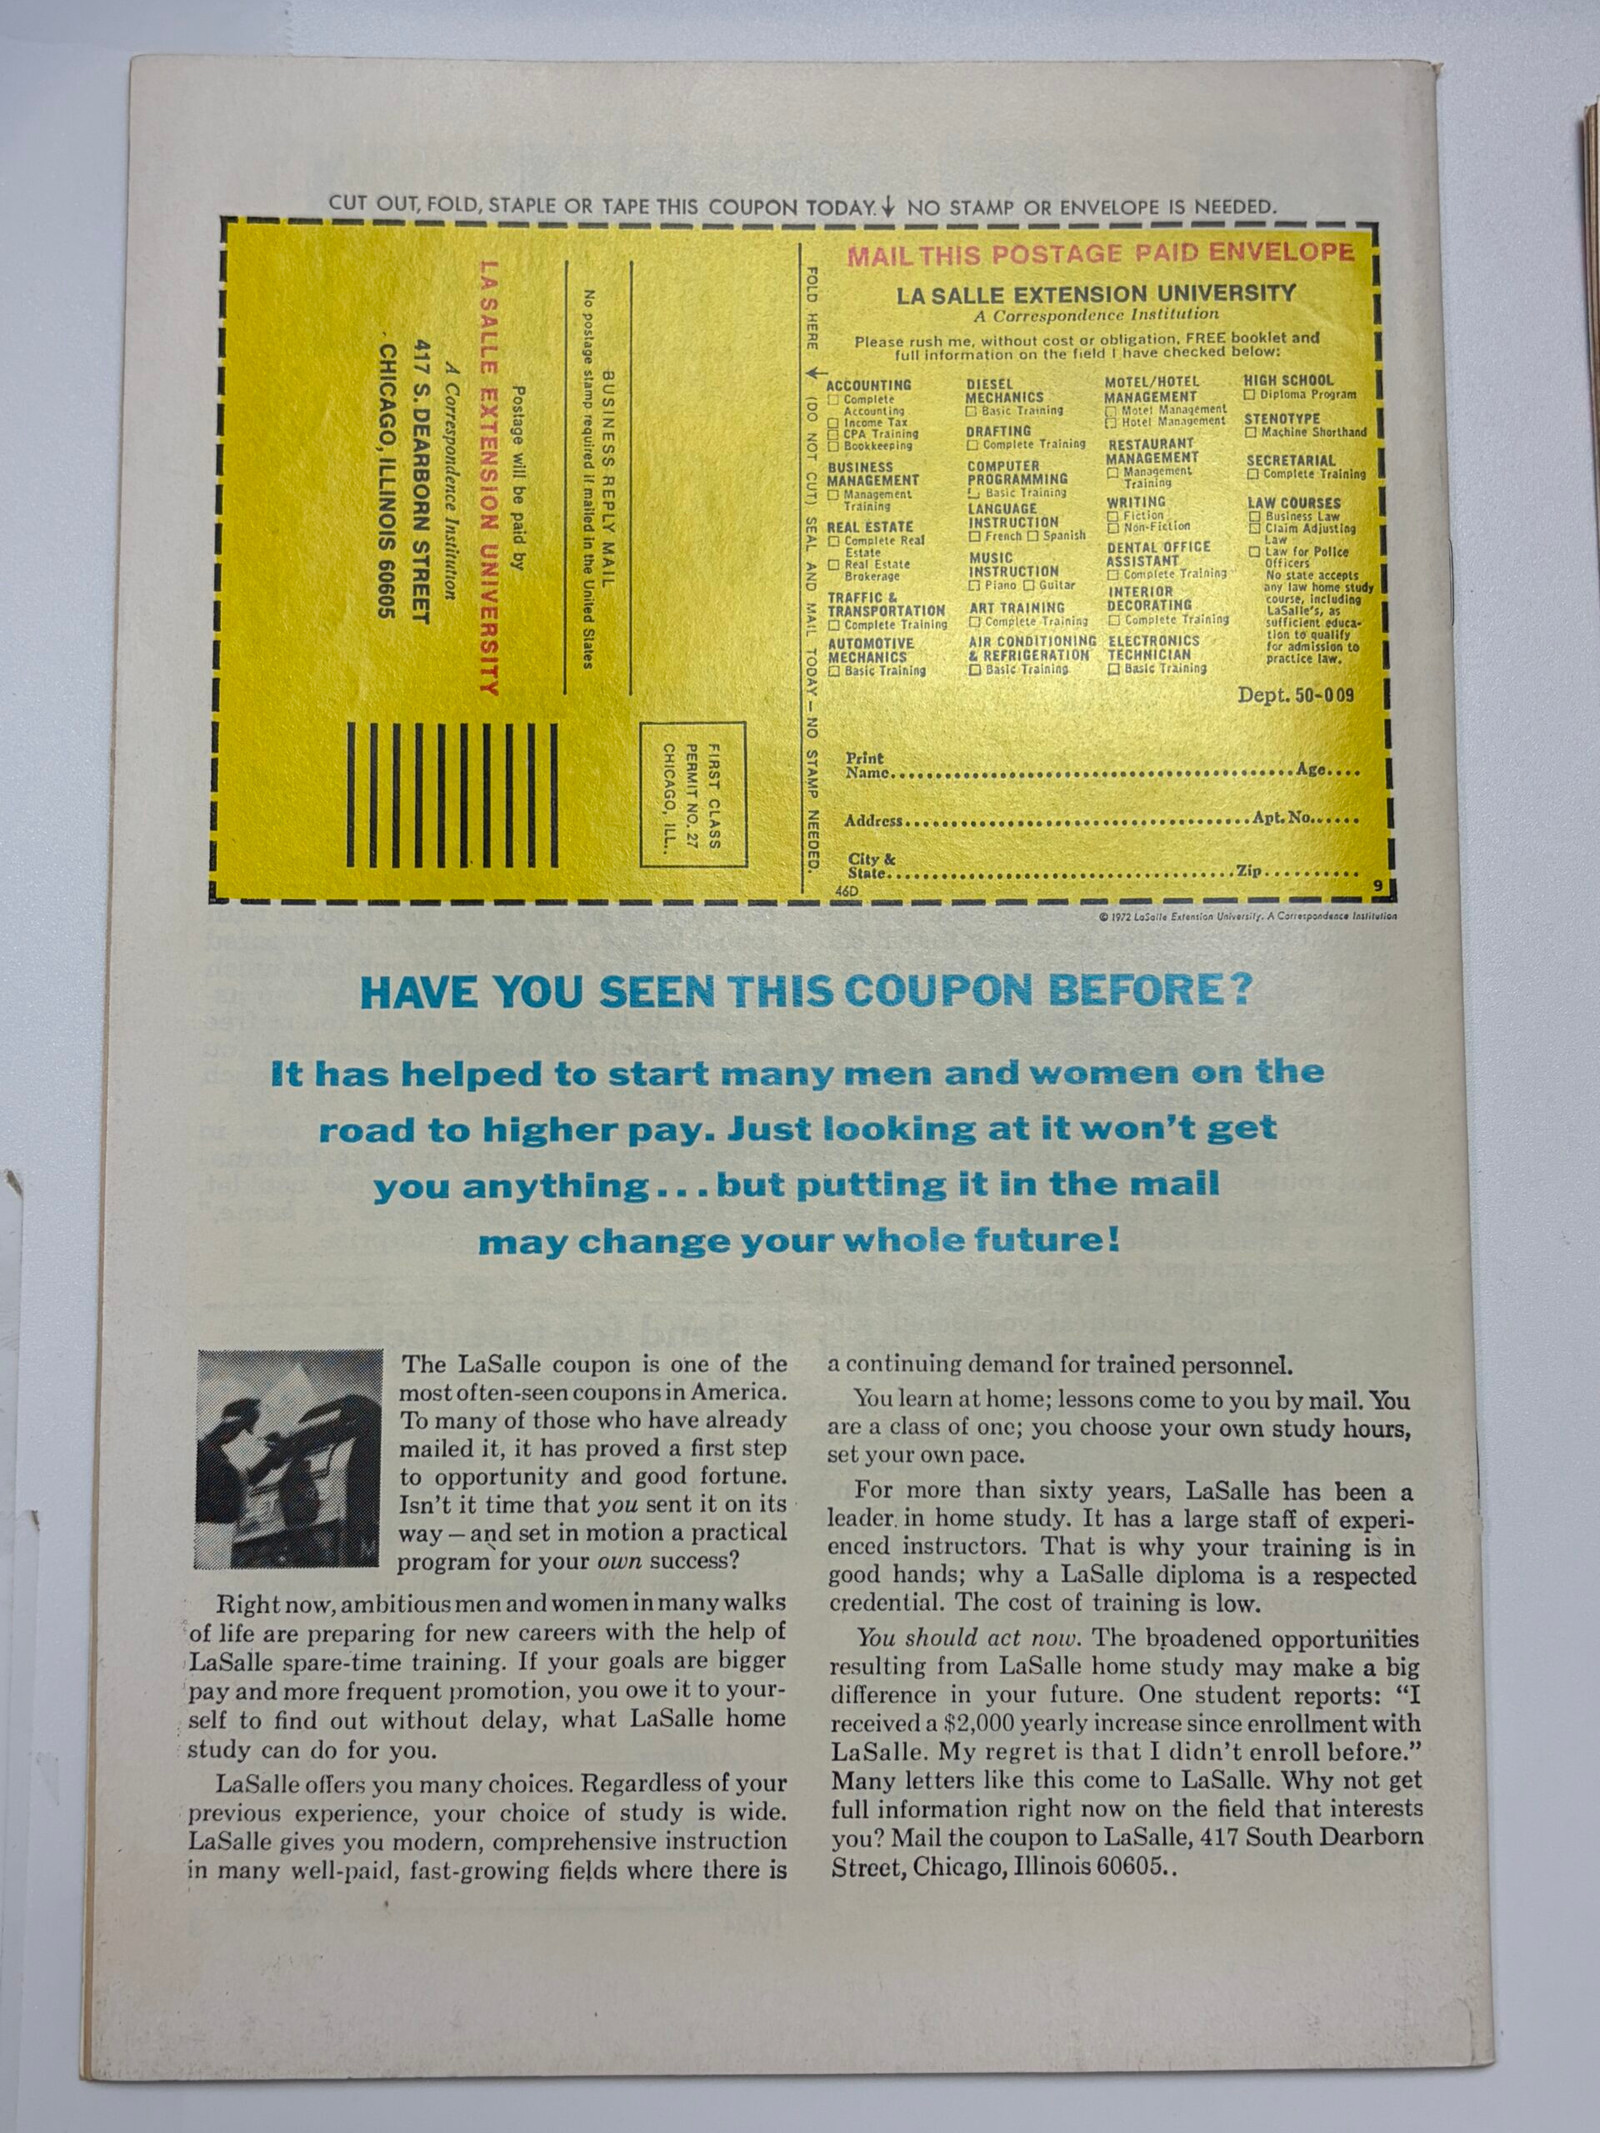 CUT OUT, FOLD, STAPLE OR TAPE THIS COUPON TODAY. ↓ NO STAMP OR ENVELOPE IS NEEDED.
FIRST CLASS
PERMIT NO. 27
CHICAGO, ILL..
BUSINESS REPLY MAIL
No postage stamp required if mailed in the United States
Postage will be paid by
LA SALLE EXTENSION UNIVERSITY
A Correspondence Institution
417 S. DEARBORN STREET
CHICAGO, ILLINOIS 60605
FOLD HERE ↓ (DO NOT CUT) SEAL AND MAIL TODAY — NO STAMP NEEDED.
MAIL THIS POSTAGE PAID ENVELOPE
LA SALLE EXTENSION UNIVERSITY
A Correspondence Institution
Please rush me, without cost or obligation, FREE booklet and
full information on the field I have checked below:
ACCOUNTING
☐ Complete
Accounting
☐ Income Tax
☐ CPA Training
☐ Bookkeeping
BUSINESS
MANAGEMENT
☐ Management
Training
REAL ESTATE
☐ Complete Real
Estate
☐ Real Estate
Brokerage
TRAFFIC &
TRANSPORTATION
☐ Complete Training
AUTOMOTIVE
MECHANICS
☐ Basic Training
DIESEL
MECHANICS
☐ Basic Training
DRAFTING
☐ Complete Training
COMPUTER
PROGRAMMING
☐ Basic Training
LANGUAGE
INSTRUCTION
☐ French ☐ Spanish
MUSIC
INSTRUCTION
☐ Piano ☐ Guitar
ART TRAINING
☐ Complete Training
AIR CONDITIONING
& REFRIGERATION
☐ Basic Training
MOTEL/HOTEL
MANAGEMENT
☐ Motel Management
☐ Hotel Management
RESTAURANT
MANAGEMENT
☐ Management
Training
WRITING
☐ Fiction
☐ Non-Fiction
DENTAL OFFICE
ASSISTANT
☐ Complete Training
INTERIOR
DECORATING
☐ Complete Training
ELECTRONICS
TECHNICIAN
☐ Basic Training
HIGH SCHOOL
☐ Diploma Program
STENOTYPE
☐ Machine Shorthand
SECRETARIAL
☐ Complete Training
LAW COURSES
☐ Business Law
☐ Claim Adjusting
Law
☐ Law for Police
Officers
No state accepts
any law home study
course, including
LaSalle's, as
sufficient educa-
tion to qualify
for admission to
practice law.
Dept. 50-009
Print
Name........................................Age....
Address........................................Apt. No......
City &
State........................................Zip..........
46D 9
© 1972 LaSalle Extension University. A Correspondence Institution
HAVE YOU SEEN THIS COUPON BEFORE?
It has helped to start many men and women on the
road to higher pay. Just looking at it won't get
you anything...but putting it in the mail
may change your whole future!
The LaSalle coupon is one of the
most often-seen coupons in America.
To many of those who have already
mailed it, it has proved a first step
to opportunity and good fortune.
Isn't it time that you sent it on its
way — and set in motion a practical
program for your own success?
Right now, ambitious men and women in many walks
of life are preparing for new careers with the help of
LaSalle spare-time training. If your goals are bigger
pay and more frequent promotion, you owe it to your-
self to find out without delay, what LaSalle home
study can do for you.
LaSalle offers you many choices. Regardless of your
previous experience, your choice of study is wide.
LaSalle gives you modern, comprehensive instruction
in many well-paid, fast-growing fields where there is
a continuing demand for trained personnel.
You learn at home; lessons come to you by mail. You
are a class of one; you choose your own study hours,
set your own pace.
For more than sixty years, LaSalle has been a
leader in home study. It has a large staff of experi-
enced instructors. That is why your training is in
good hands; why a LaSalle diploma is a respected
credential. The cost of training is low.
You should act now. The broadened opportunities
resulting from LaSalle home study may make a big
difference in your future. One student reports: "I
received a $2,000 yearly increase since enrollment with
LaSalle. My regret is that I didn't enroll before."
Many letters like this come to LaSalle. Why not get
full information right now on the field that interests
you? Mail the coupon to LaSalle, 417 South Dearborn
Street, Chicago, Illinois 60605..